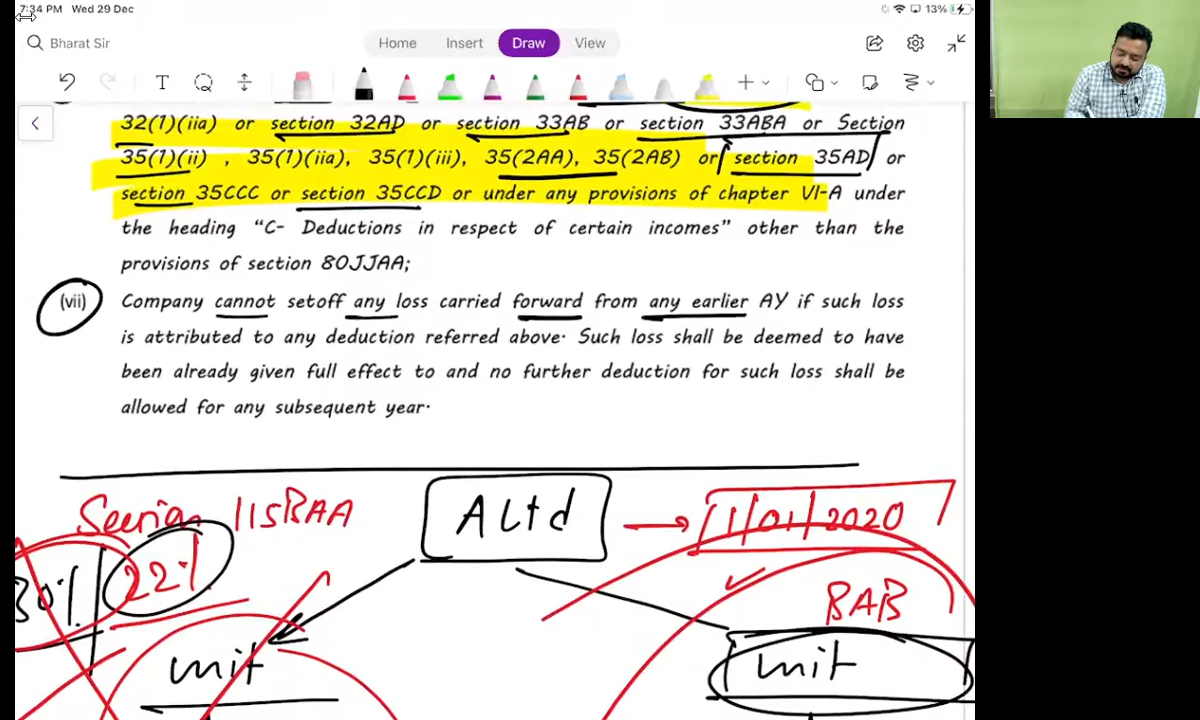 7:34 PM Wed 29 Dec
13%
Bharat Sir
Home Insert Draw View
32(1)(iia) or section 32AD or section 33AB or section 33ABA or Section
35(1)(ii) , 35(1)(iia), 35(1)(iii), 35(2AA), 35(2AB) or section 35AD or
section 35CCC or section 35CCD or under any provisions of chapter VI-A under
the heading “C- Deductions in respect of certain incomes” other than the
provisions of section 80JJAA;
(vii) Company cannot setoff any loss carried forward from any earlier AY if such loss
is attributed to any deduction referred above. Such loss shall be deemed to have
been already given full effect to and no further deduction for such loss shall be
allowed for any subsequent year.
115BAA A Ltd 1/01/2020
30% 22% BAB
unit unit